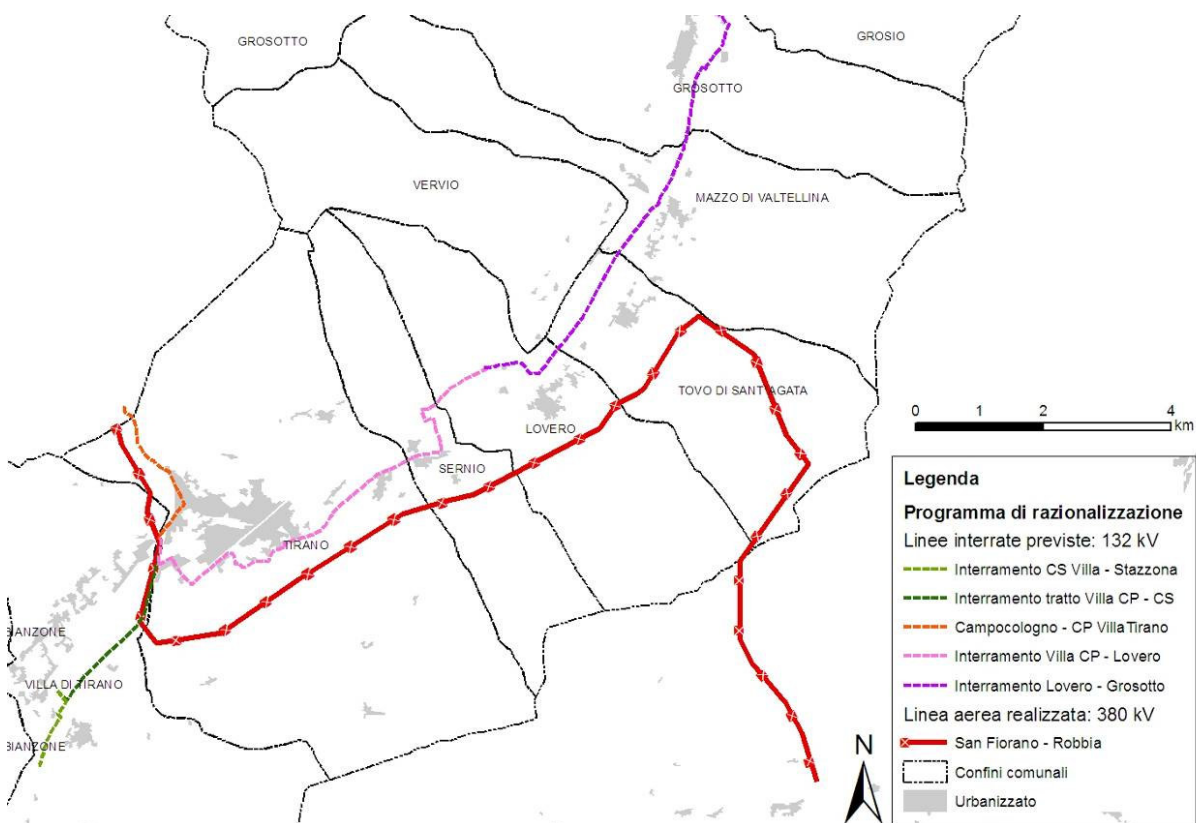 GROSOTTO
GROSIO
GROSOTTO
VERVIO
MAZZO DI VALTELLINA
TOVO DI SANT'AGATA
LOVERO
SERNIO
TIRANO
BIANZONE
VILLA DI TIRANO
BIANZONE
0 1 2 4
km
N
Legenda
Programma di razionalizzazione
Linee interrate previste: 132 kV
Interramento CS Villa - Stazzona
Interramento tratto Villa CP - CS
Campocologno - CP Villa Tirano
Interramento Villa CP - Lovero
Interramento Lovero - Grosotto
Linea aerea realizzata: 380 kV
San Fiorano - Robbia
Confini comunali
Urbanizzato